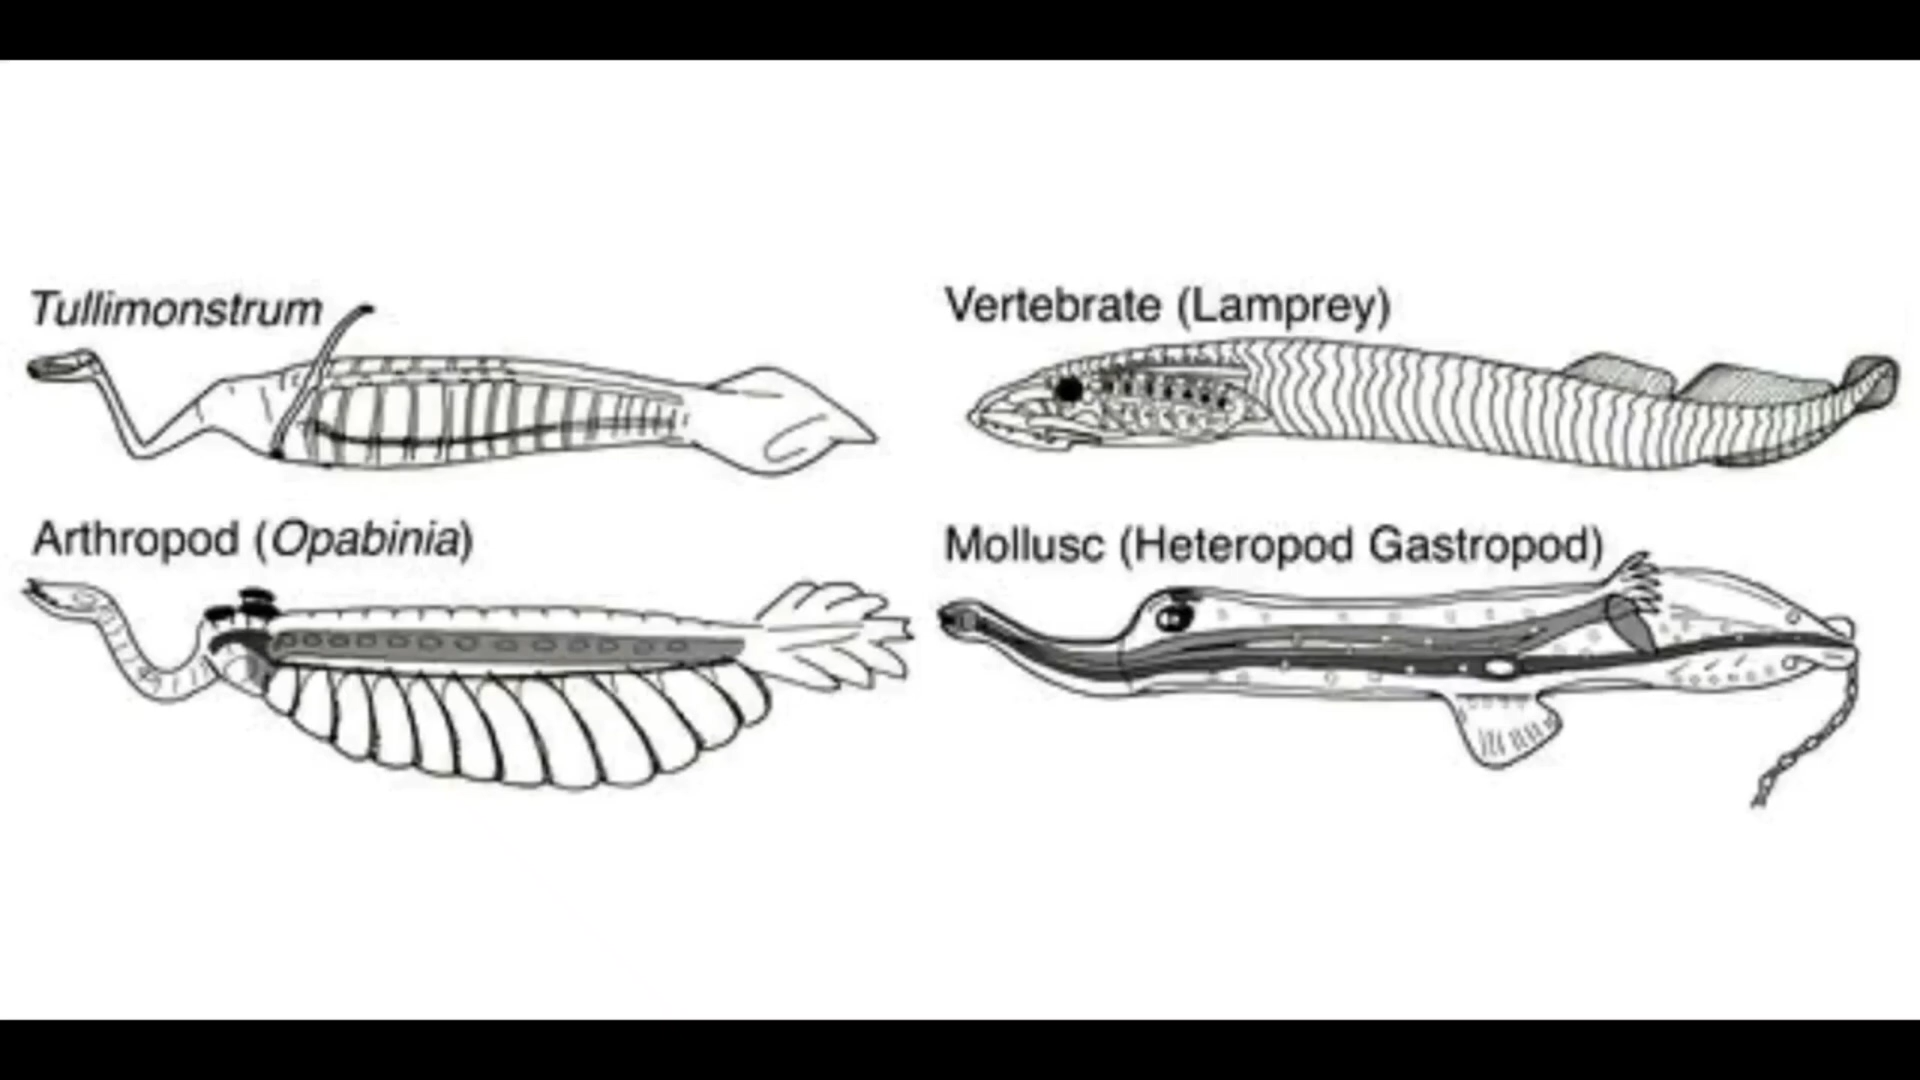 Tullimonstrum
Vertebrate (Lamprey)
Arthropod (Opabinia)
Mollusc (Heteropod Gastropod)